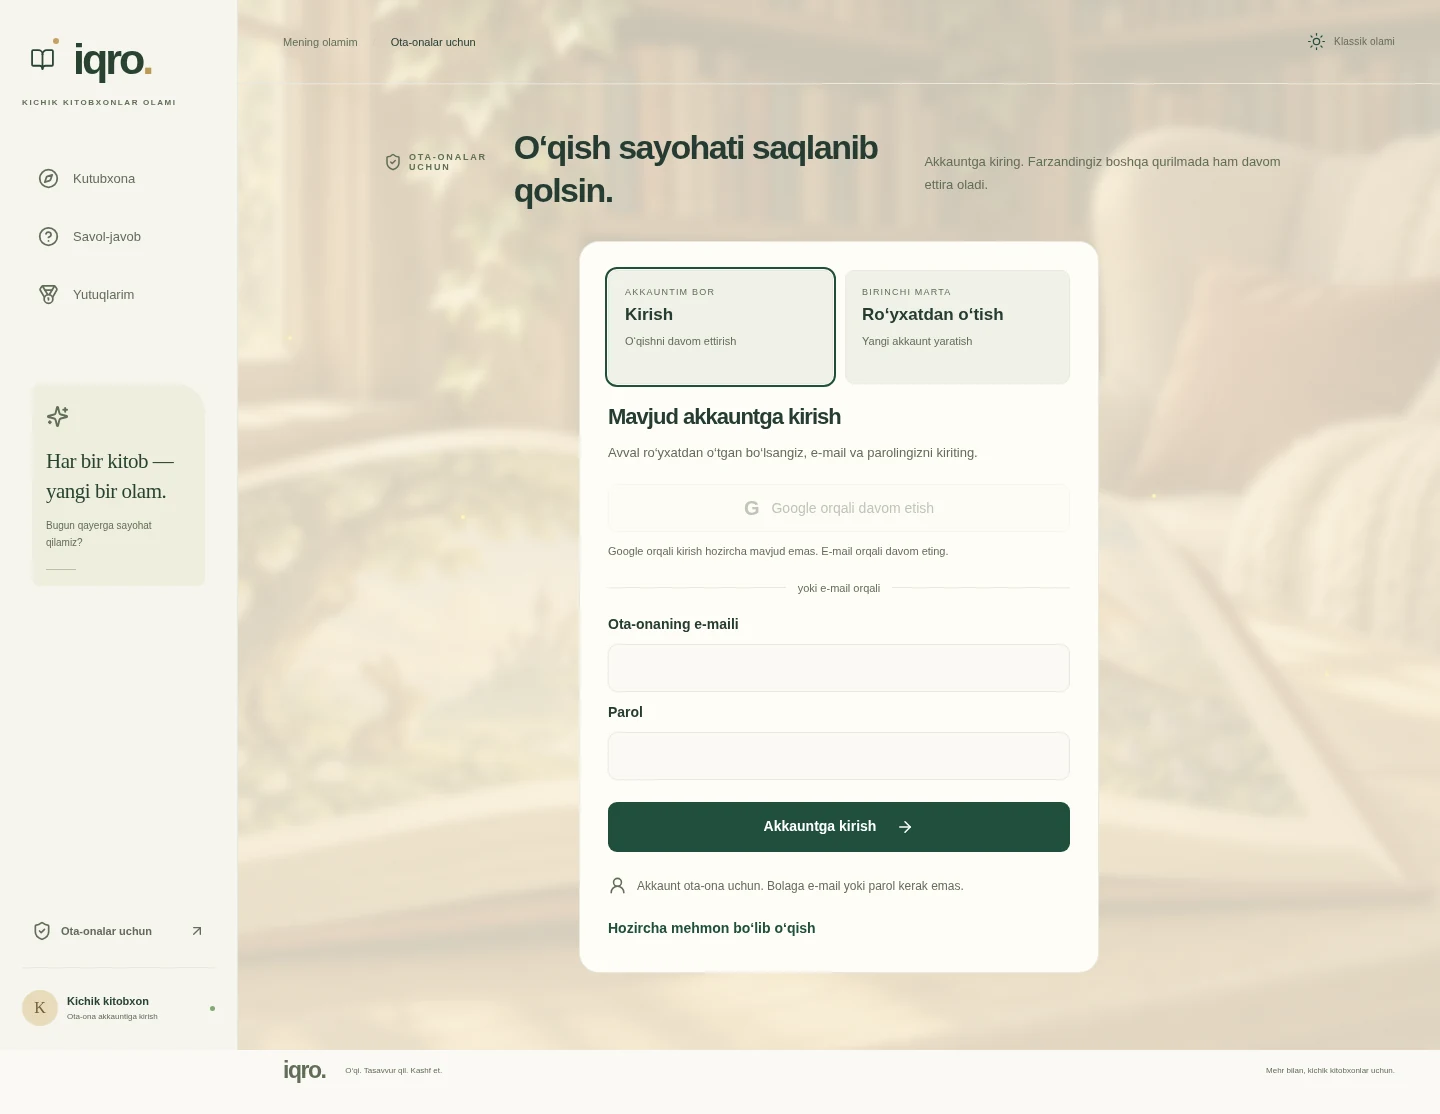 iqro.
KICHIK KITOBXONLAR OLAMI
Kutubxona
Savol-javob
Yutuqlarim
Har bir kitob —
yangi bir olam.
Bugun qayerga sayohat
qilamiz?
Ota-onalar uchun
K
Kichik kitobxon
Ota-ona akkauntiga kirish
Mening olamim
Ota-onalar uchun
Klassik olami
OTA-ONALAR
UCHUN
O‘qish sayohati saqlanib
qolsin.
Akkauntga kiring. Farzandingiz boshqa qurilmada ham davom
ettira oladi.
AKKAUNTIM BOR
Kirish
O‘qishni davom ettirish
BIRINCHI MARTA
Ro‘yxatdan o‘tish
Yangi akkaunt yaratish
Mavjud akkauntga kirish
Avval ro‘yxatdan o‘tgan bo‘lsangiz, e-mail va parolingizni kiriting.
G Google orqali davom etish
Google orqali kirish hozircha mavjud emas. E-mail orqali davom eting.
yoki e-mail orqali
Ota-onaning e-maili
Parol
Akkauntga kirish
Akkaunt ota-ona uchun. Bolaga e-mail yoki parol kerak emas.
Hozircha mehmon bo‘lib o‘qish
iqro.
O‘qi. Tasavvur qil. Kashf et.
Mehr bilan, kichik kitobxonlar uchun.